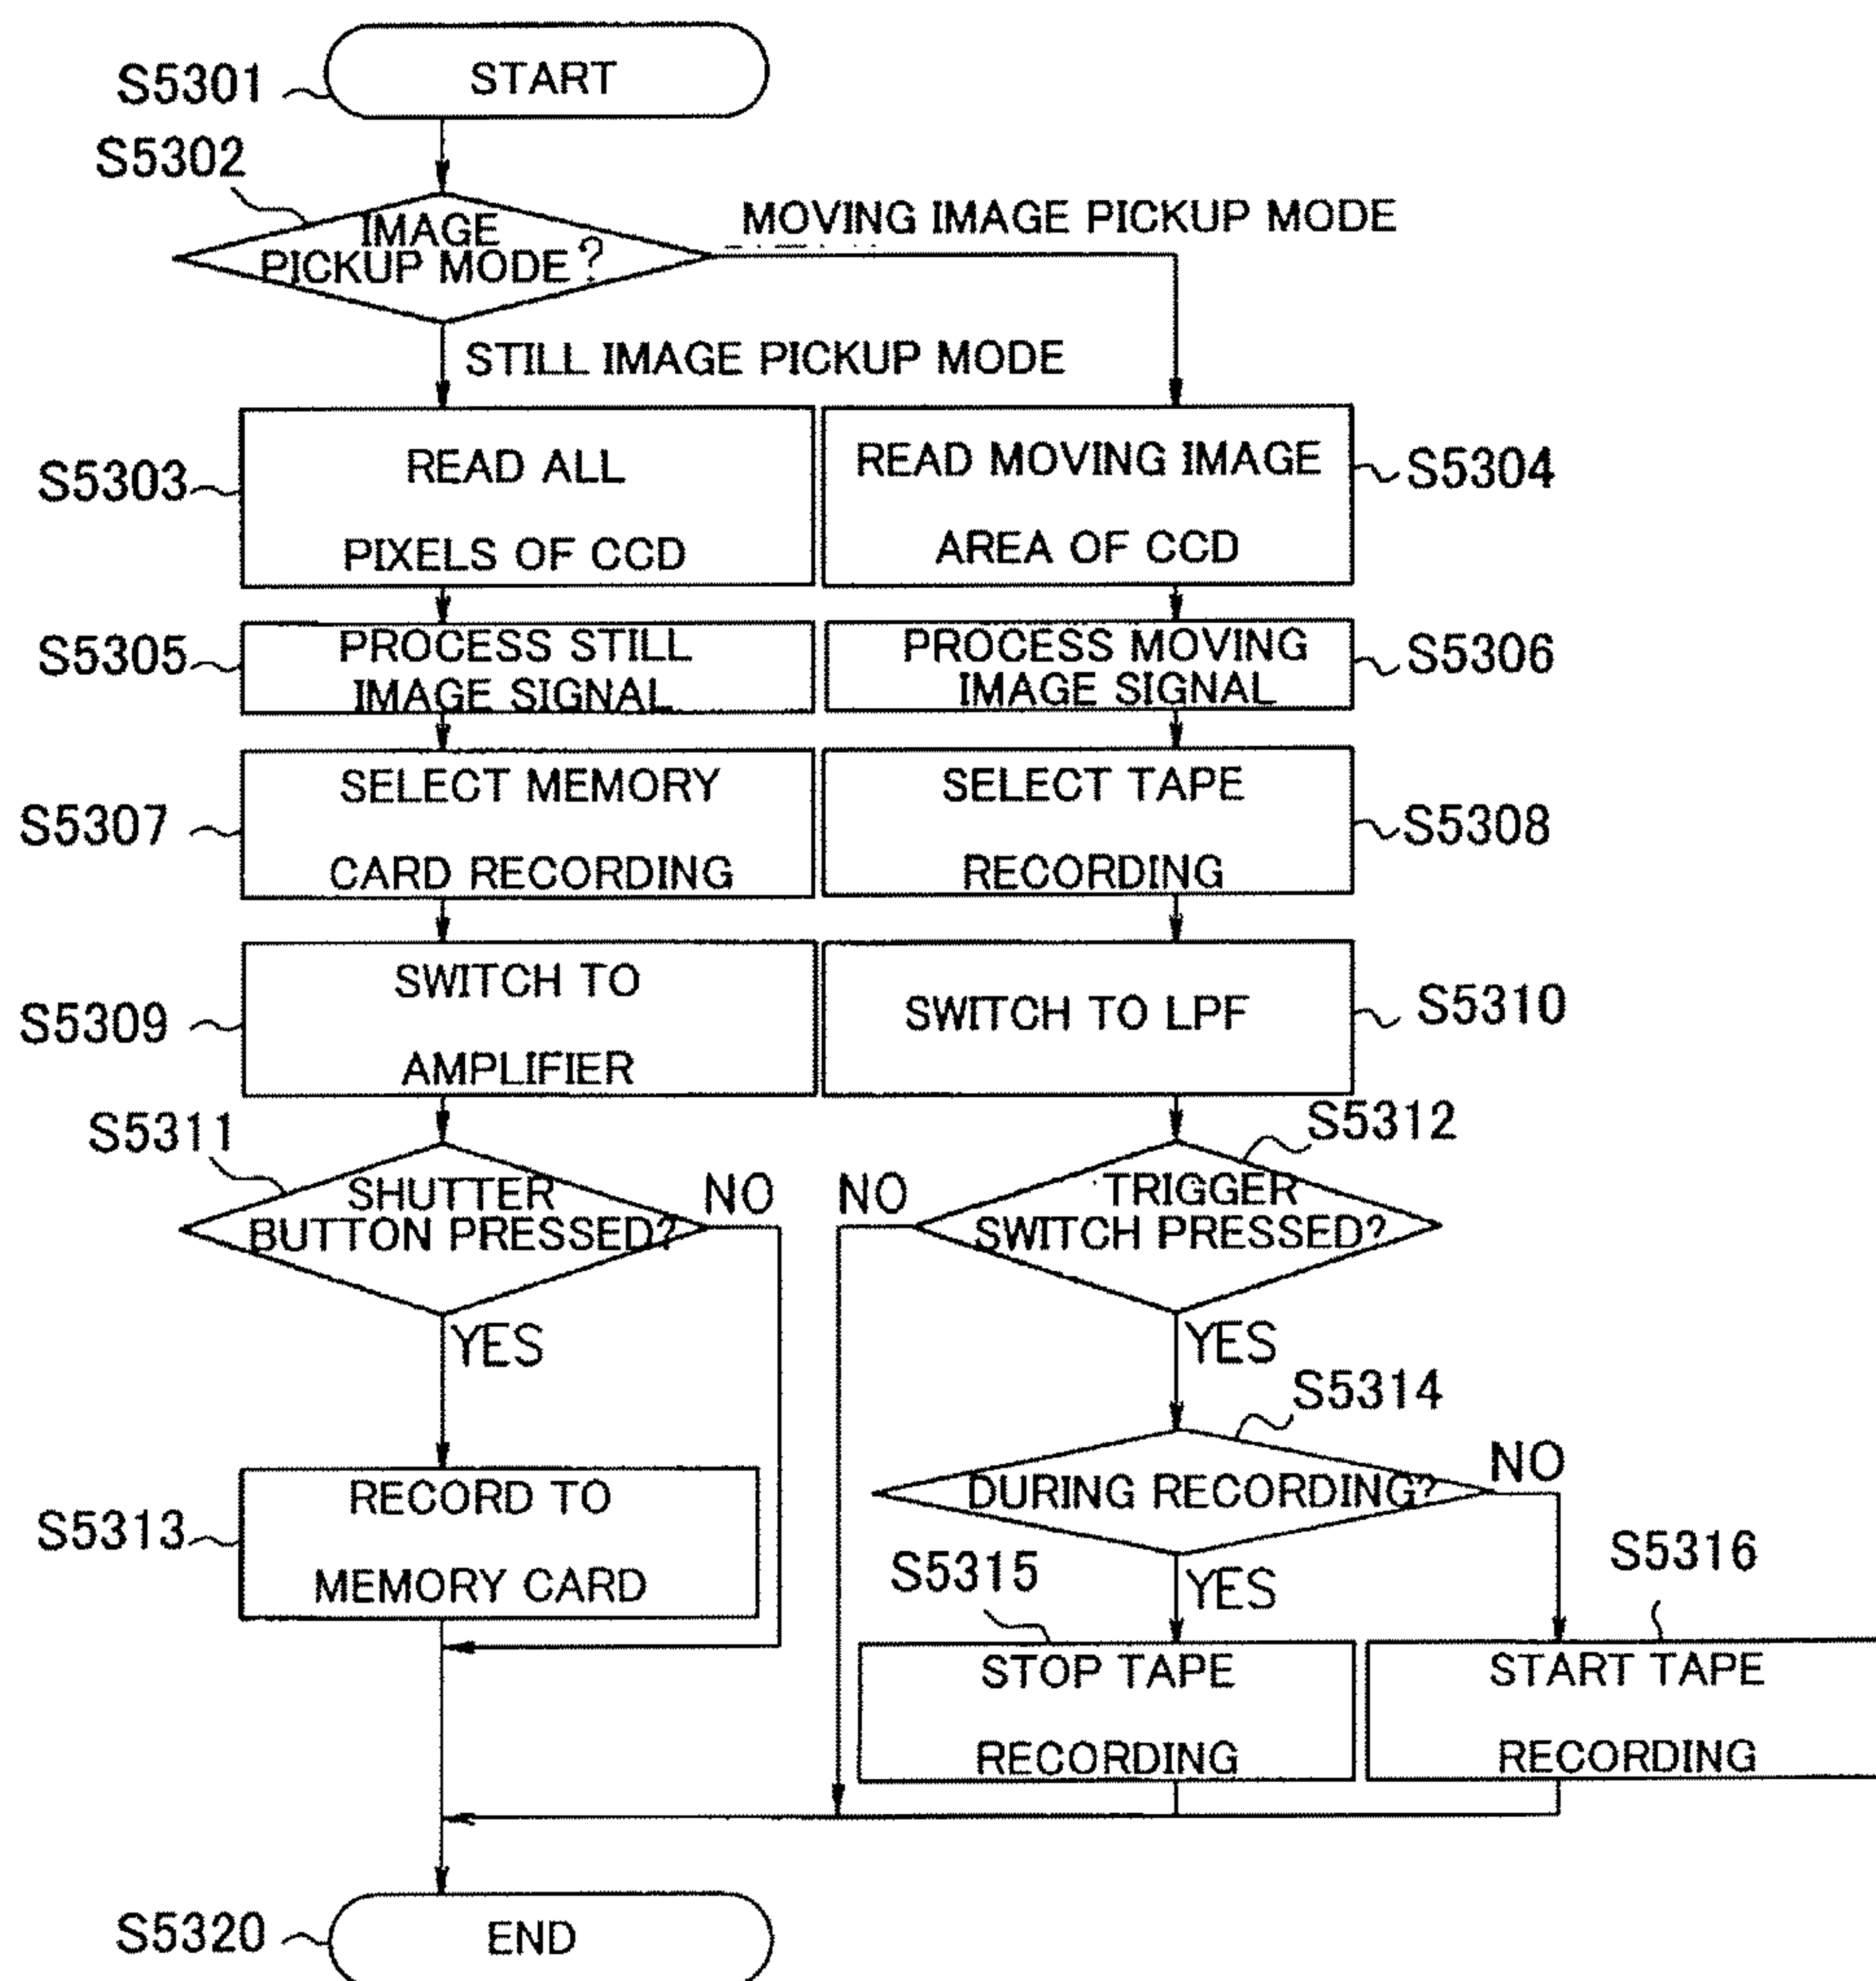 S5301
START
S5302
IMAGE
PICKUP MODE?
MOVING IMAGE PICKUP MODE
STILL IMAGE PICKUP MODE
S5303
READ ALL
PIXELS OF CCD
READ MOVING IMAGE
AREA OF CCD
S5304
S5305
PROCESS STILL
IMAGE SIGNAL
PROCESS MOVING
IMAGE SIGNAL
S5306
S5307
SELECT MEMORY
CARD RECORDING
SELECT TAPE
RECORDING
S5308
S5309
SWITCH TO
AMPLIFIER
SWITCH TO LPF
S5310
S5311
SHUTTER
BUTTON PRESSED?
NO
YES
S5312
TRIGGER
SWITCH PRESSED?
NO
YES
S5313
RECORD TO
MEMORY CARD
S5314
DURING RECORDING?
NO
YES
S5315
STOP TAPE
RECORDING
S5316
START TAPE
RECORDING
S5320
END